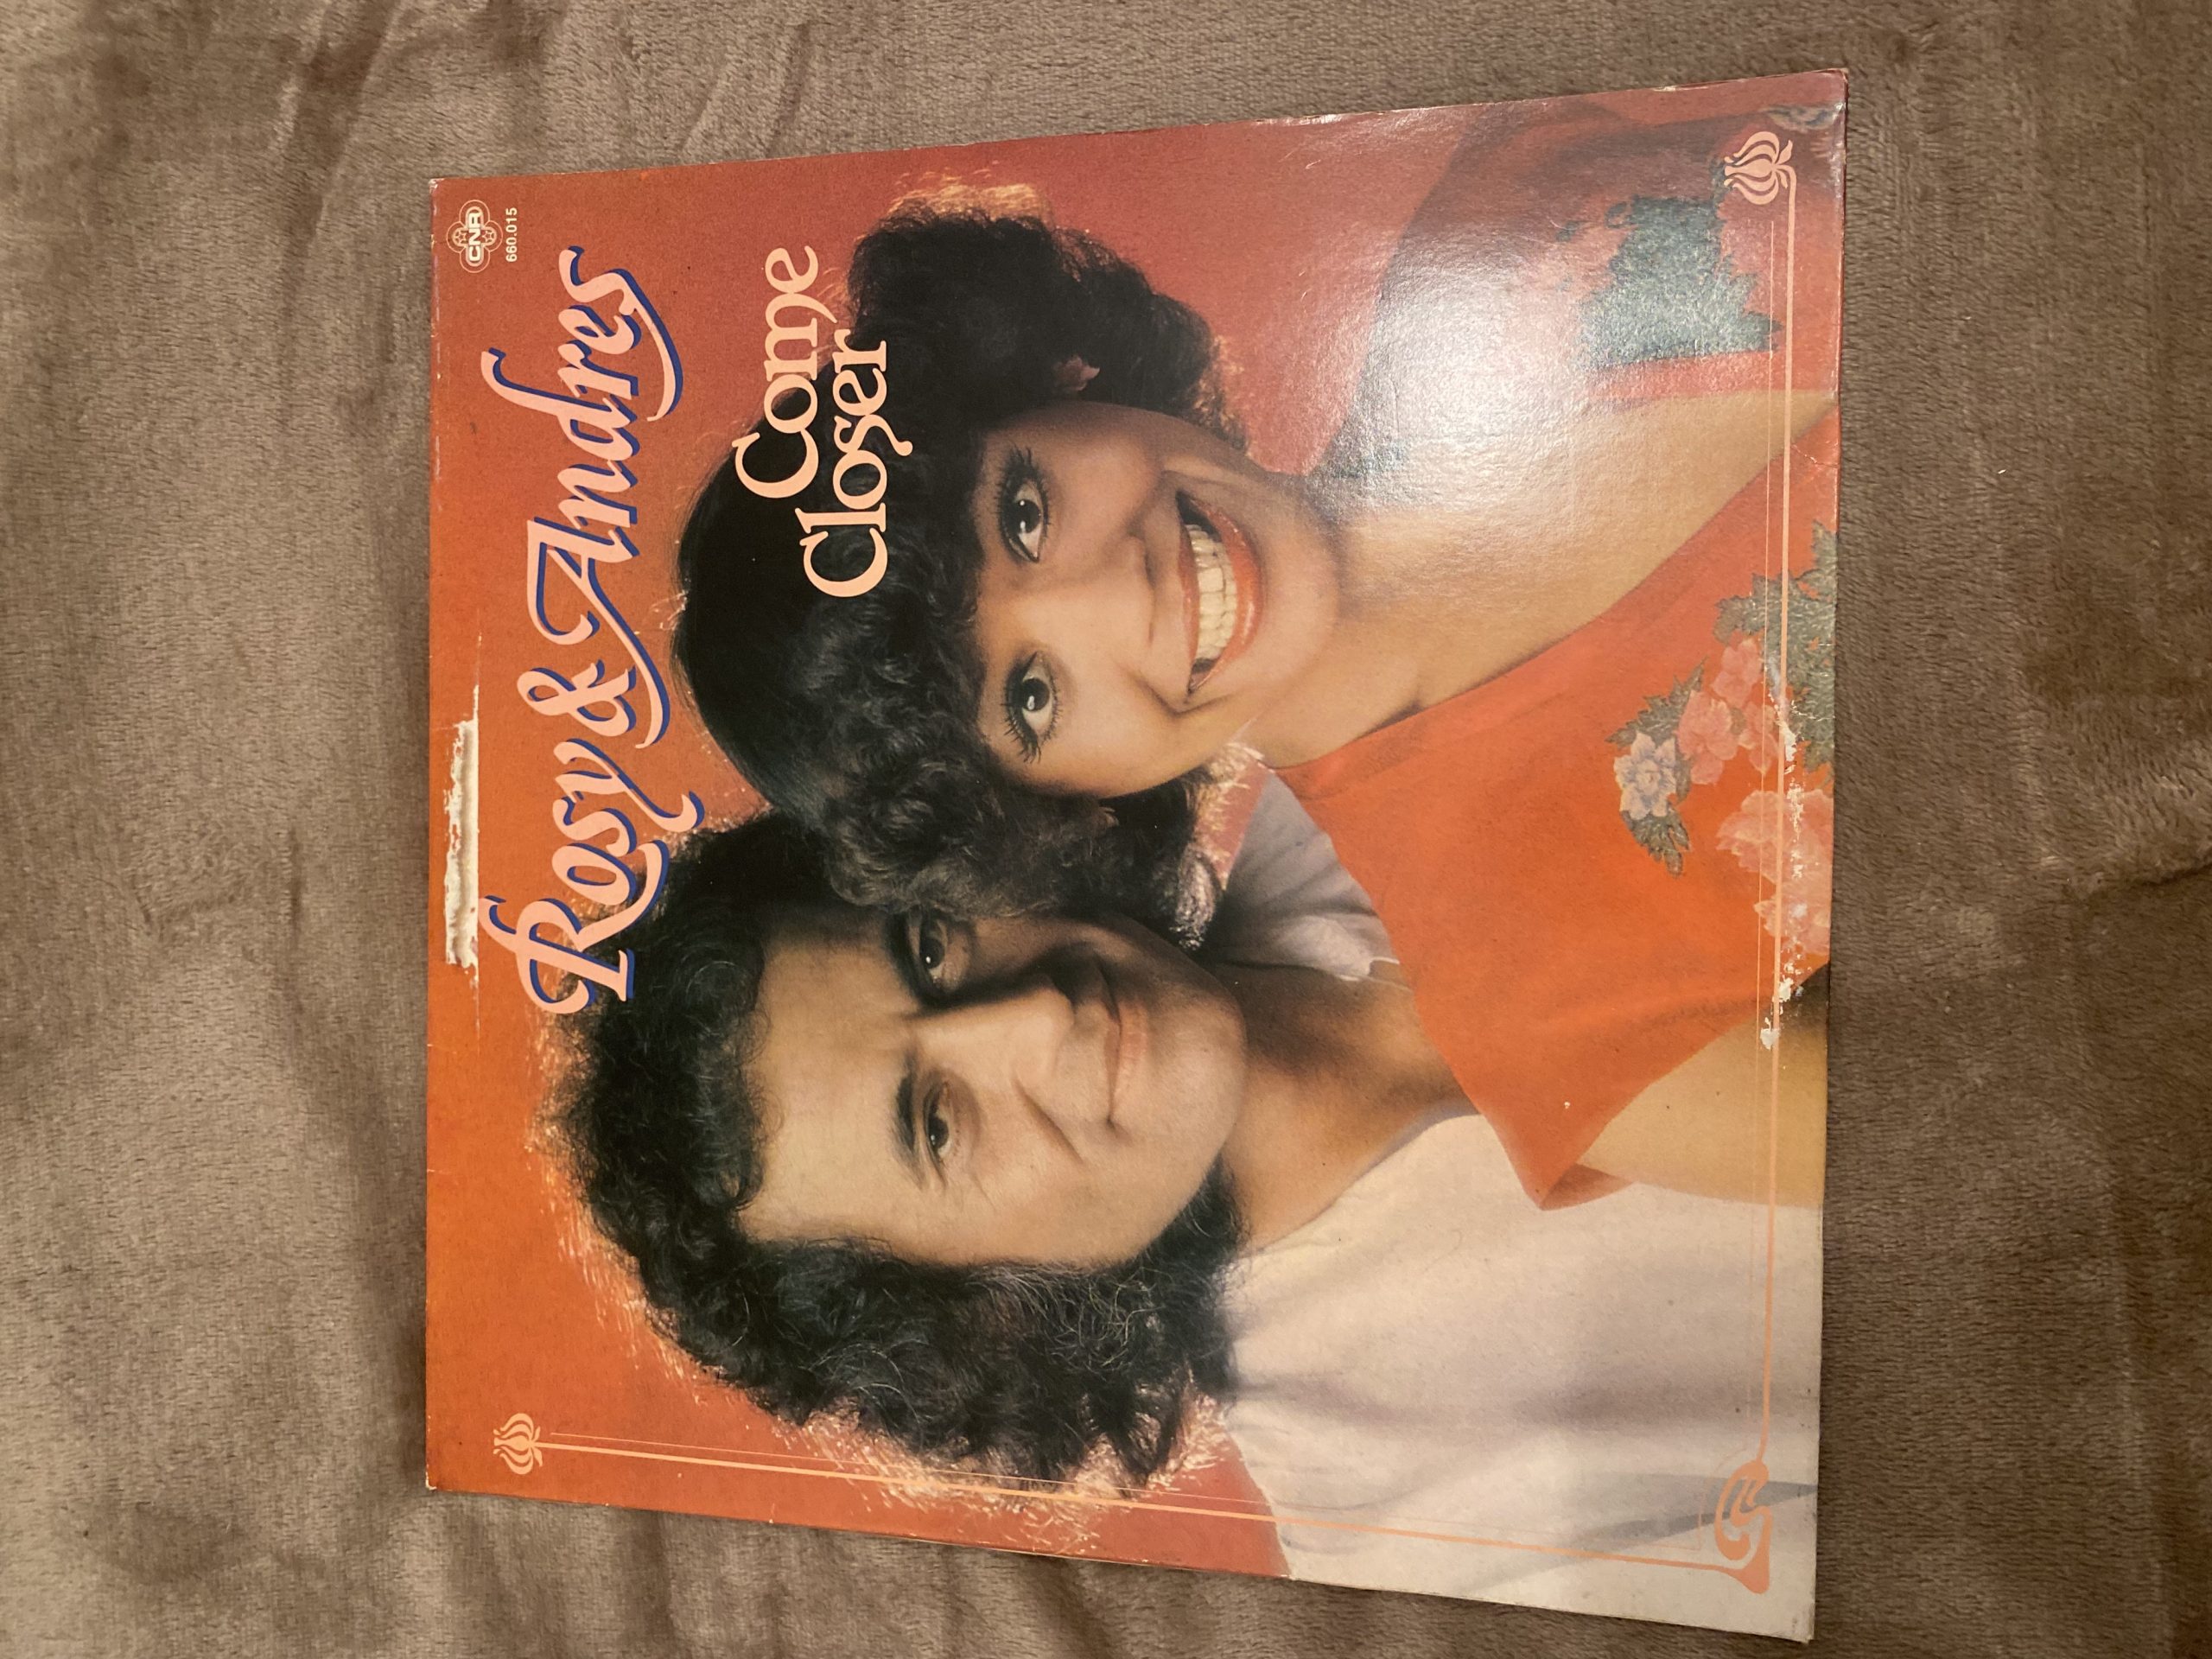 CNR
660.015
Rosy & Andres
Come
Closer